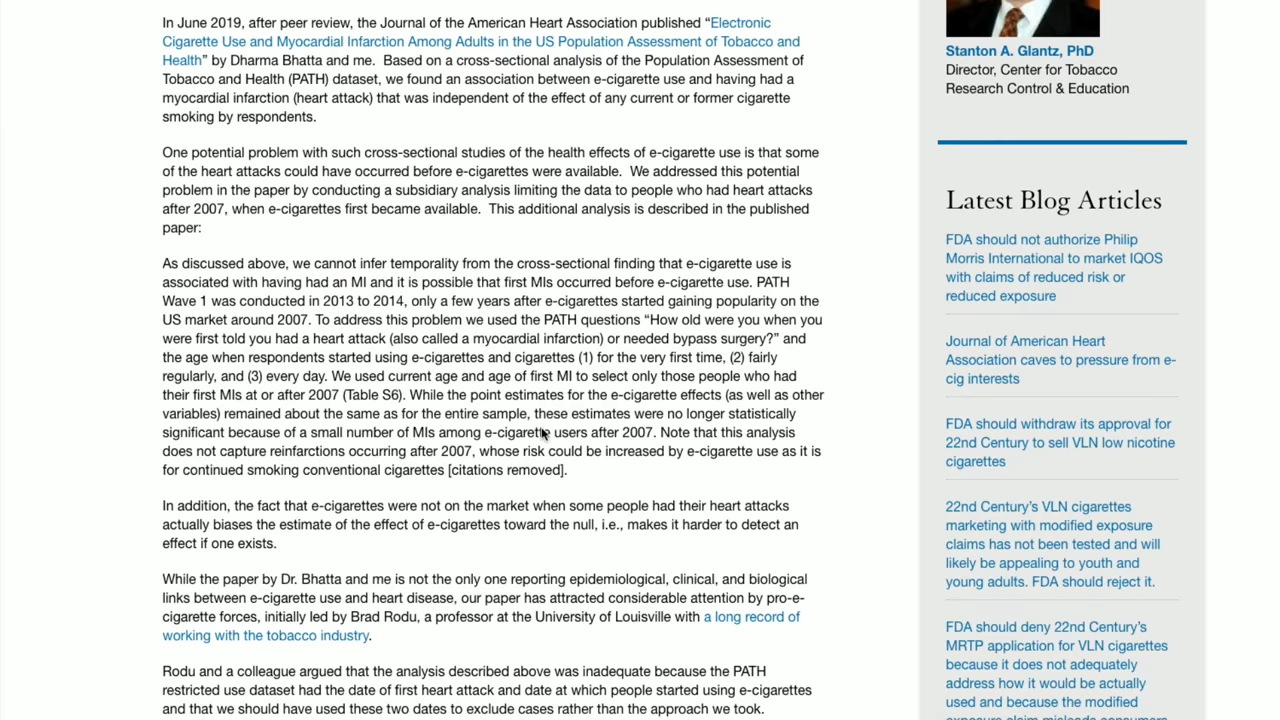 In June 2019, after peer review, the Journal of the American Heart Association published “Electronic
Cigarette Use and Myocardial Infarction Among Adults in the US Population Assessment of Tobacco and
Health” by Dharma Bhatta and me.  Based on a cross-sectional analysis of the Population Assessment of
Tobacco and Health (PATH) dataset, we found an association between e-cigarette use and having had a
myocardial infarction (heart attack) that was independent of the effect of any current or former cigarette
smoking by respondents.
One potential problem with such cross-sectional studies of the health effects of e-cigarette use is that some
of the heart attacks could have occurred before e-cigarettes were available.  We addressed this potential
problem in the paper by conducting a subsidiary analysis limiting the data to people who had heart attacks
after 2007, when e-cigarettes first became available.  This additional analysis is described in the published
paper:
As discussed above, we cannot infer temporality from the cross-sectional finding that e-cigarette use is
associated with having had an MI and it is possible that first MIs occurred before e-cigarette use. PATH
Wave 1 was conducted in 2013 to 2014, only a few years after e-cigarettes started gaining popularity on the
US market around 2007. To address this problem we used the PATH questions “How old were you when you
were first told you had a heart attack (also called a myocardial infarction) or needed bypass surgery?” and
the age when respondents started using e-cigarettes and cigarettes (1) for the very first time, (2) fairly
regularly, and (3) every day. We used current age and age of first MI to select only those people who had
their first MIs at or after 2007 (Table S6). While the point estimates for the e-cigarette effects (as well as other
variables) remained about the same as for the entire sample, these estimates were no longer statistically
significant because of a small number of MIs among e-cigarette users after 2007. Note that this analysis
does not capture reinfarctions occurring after 2007, whose risk could be increased by e-cigarette use as it is
for continued smoking conventional cigarettes [citations removed].
In addition, the fact that e-cigarettes were not on the market when some people had their heart attacks
actually biases the estimate of the effect of e-cigarettes toward the null, i.e., makes it harder to detect an
effect if one exists.
While the paper by Dr. Bhatta and me is not the only one reporting epidemiological, clinical, and biological
links between e-cigarette use and heart disease, our paper has attracted considerable attention by pro-e-
cigarette forces, initially led by Brad Rodu, a professor at the University of Louisville with a long record of
working with the tobacco industry.
Rodu and a colleague argued that the analysis described above was inadequate because the PATH
restricted use dataset had the date of first heart attack and date at which people started using e-cigarettes
and that we should have used these two dates to exclude cases rather than the approach we took.
Stanton A. Glantz, PhD
Director, Center for Tobacco
Research Control & Education
Latest Blog Articles
FDA should not authorize Philip
Morris International to market IQOS
with claims of reduced risk or
reduced exposure
Journal of American Heart
Association caves to pressure from e-
cig interests
FDA should withdraw its approval for
22nd Century to sell VLN low nicotine
cigarettes
22nd Century’s VLN cigarettes
marketing with modified exposure
claims has not been tested and will
likely be appealing to youth and
young adults. FDA should reject it.
FDA should deny 22nd Century’s
MRTP application for VLN cigarettes
because it does not adequately
address how it would be actually
used and because the modified
exposure claim misleads consumers